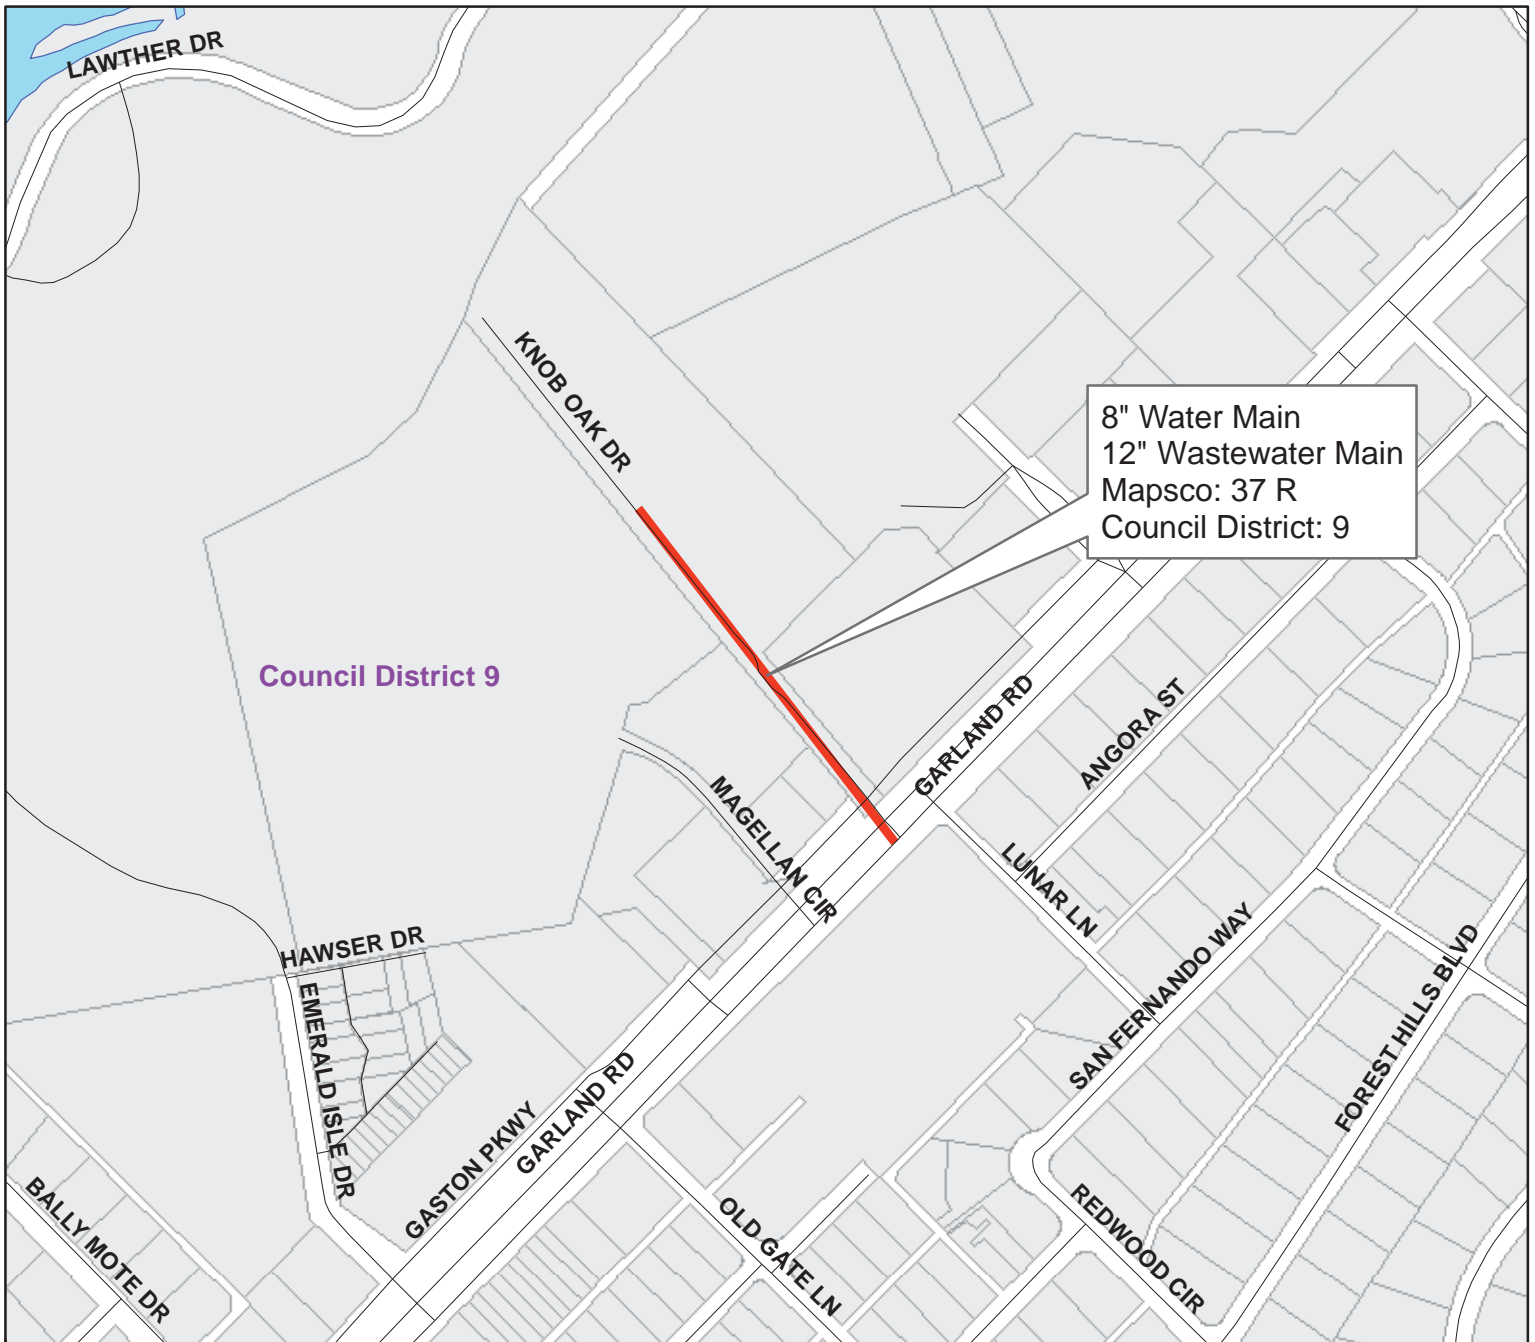 LAWTHER DR
KNOB OAK DR
8" Water Main
12" Wastewater Main
Mapsco: 37 R
Council District: 9
Council District 9
GARLAND RD
ANGORA ST
MAGELLAN CIR
LUNAR LN
HAWSER DR
SAN FERNANDO WAY
FOREST HILLS BLVD
EMERALD ISLE DR
GASTON PKWY
GARLAND RD
BALLY MOTE DR
OLD GATE LN
REDWOOD CIR